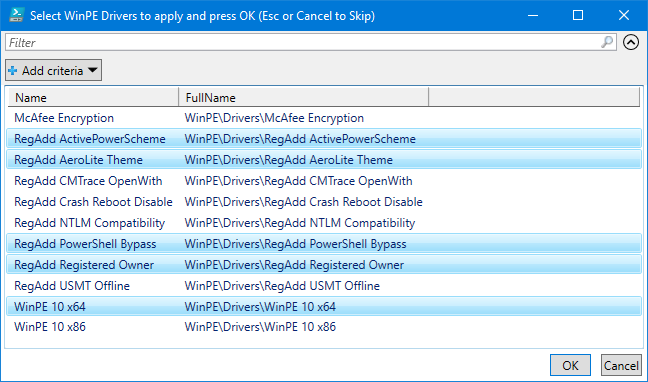 Select WinPE Drivers to apply and press OK (Esc or Cancel to Skip)
Filter
Add criteria
Name FullName
McAfee Encryption WinPE\Drivers\McAfee Encryption
RegAdd ActivePowerScheme WinPE\Drivers\RegAdd ActivePowerScheme
RegAdd AeroLite Theme WinPE\Drivers\RegAdd AeroLite Theme
RegAdd CMTrace OpenWith WinPE\Drivers\RegAdd CMTrace OpenWith
RegAdd Crash Reboot Disable WinPE\Drivers\RegAdd Crash Reboot Disable
RegAdd NTLM Compatibility WinPE\Drivers\RegAdd NTLM Compatibility
RegAdd PowerShell Bypass WinPE\Drivers\RegAdd PowerShell Bypass
RegAdd Registered Owner WinPE\Drivers\RegAdd Registered Owner
RegAdd USMT Offline WinPE\Drivers\RegAdd USMT Offline
WinPE 10 x64 WinPE\Drivers\WinPE 10 x64
WinPE 10 x86 WinPE\Drivers\WinPE 10 x86
OK Cancel